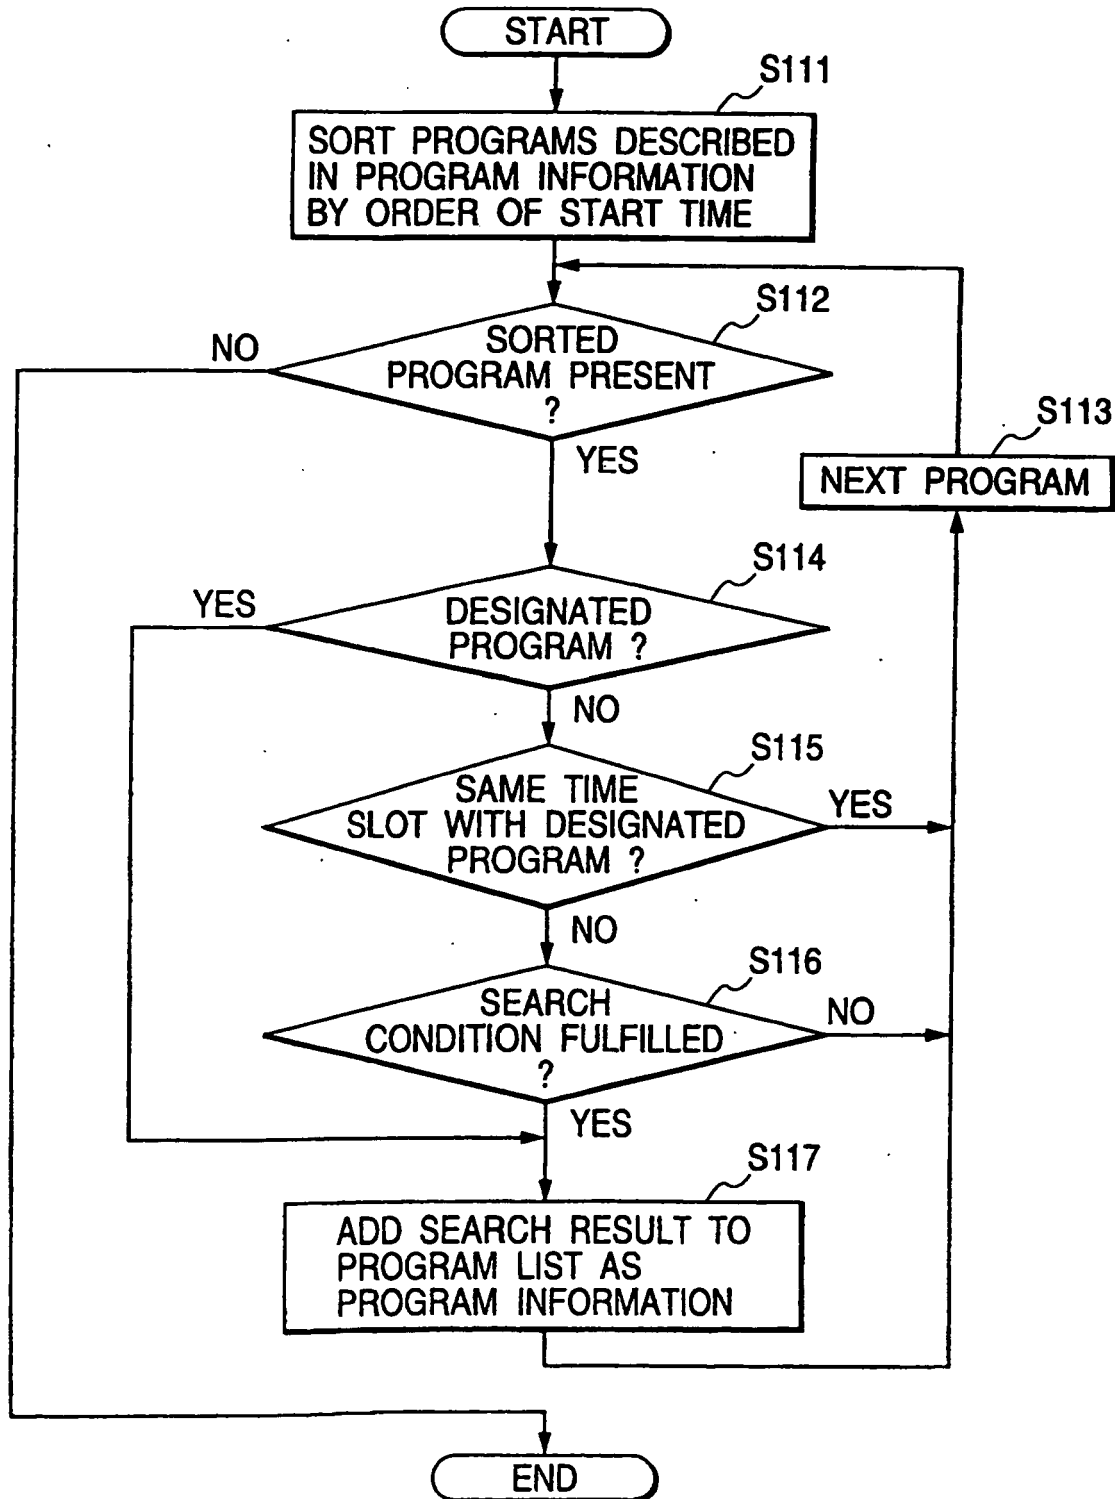 START
S111
SORT PROGRAMS DESCRIBED
IN PROGRAM INFORMATION
BY ORDER OF START TIME
S112
NO
SORTED
PROGRAM PRESENT
?
YES
S113
NEXT PROGRAM
S114
YES
DESIGNATED
PROGRAM ?
NO
S115
SAME TIME
SLOT WITH DESIGNATED
PROGRAM ?
YES
NO
S116
SEARCH
CONDITION FULFILLED
?
NO
YES
S117
ADD SEARCH RESULT TO
PROGRAM LIST AS
PROGRAM INFORMATION
END